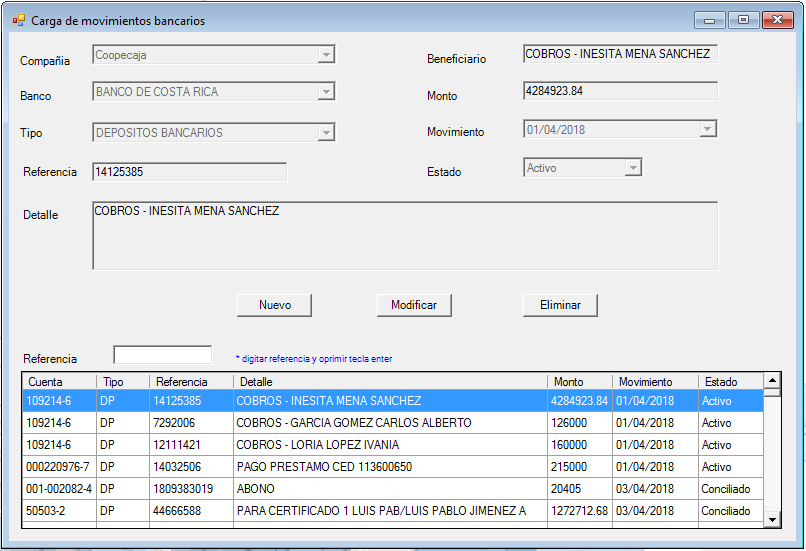 Carga de movimientos bancarios
Compañia Coopecaja Beneficiario COBROS - INESITA MENA SANCHEZ
Banco BANCO DE COSTA RICA Monto 4284923.84
Tipo DEPOSITOS BANCARIOS Movimiento 01/04/2018
Referencia 14125385 Estado Activo
Detalle COBROS - INESITA MENA SANCHEZ
Nuevo Modificar Eliminar
Referencia * digitar referencia y oprimir tecla enter
Cuenta Tipo Referencia Detalle Monto Movimiento Estado
109214-6 DP 14125385 COBROS - INESITA MENA SANCHEZ 4284923.84 01/04/2018 Activo
109214-6 DP 7292006 COBROS - GARCIA GOMEZ CARLOS ALBERTO 126000 01/04/2018 Activo
109214-6 DP 12111421 COBROS - LORIA LOPEZ IVANIA 160000 01/04/2018 Activo
000220976-7 DP 14032506 PAGO PRESTAMO CED 113600650 215000 01/04/2018 Activo
001-002082-4 DP 1809383019 ABONO 20405 03/04/2018 Conciliado
50503-2 DP 44666588 PARA CERTIFICADO 1 LUIS PAB/LUIS PABLO JIMENEZ A 1272712.68 03/04/2018 Conciliado